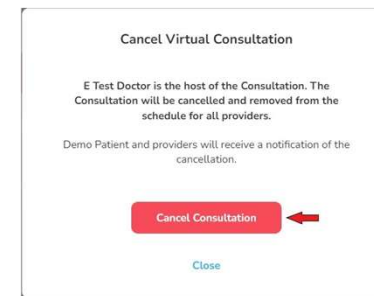 Cancel Virtual Consultation
E Test Doctor is the host of the Consultation. The
Consultation will be cancelled and removed from the
schedule for all providers.
Demo Patient and providers will receive a notification of the
cancellation.
Cancel Consultation
Close